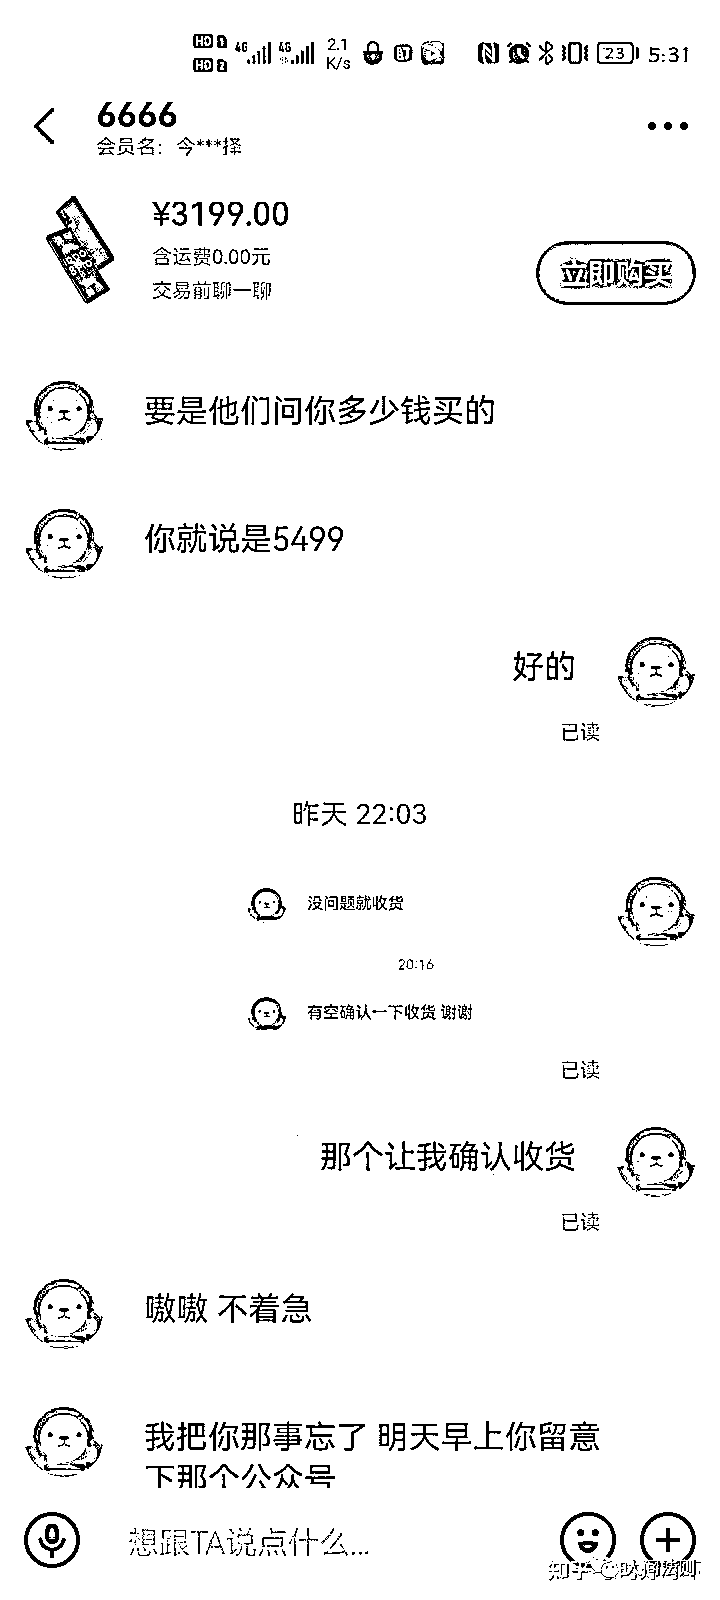 HD 1 4G 4G 2.1 23 5:31
HD 2 K/s
6666
会员名：今***择
¥3199.00
含运费0.00元
立即购买
交易前聊一聊
要是他们问你多少钱买的
你就说是5499
好的
已读
昨天 22:03
没问题就收货
20:16
有空确认一下收货 谢谢
已读
那个让我确认收货
已读
嗷嗷 不着急
我把你那事忘了 明天早上你留意
下那个公众号
想跟TA说点什么...
知乎